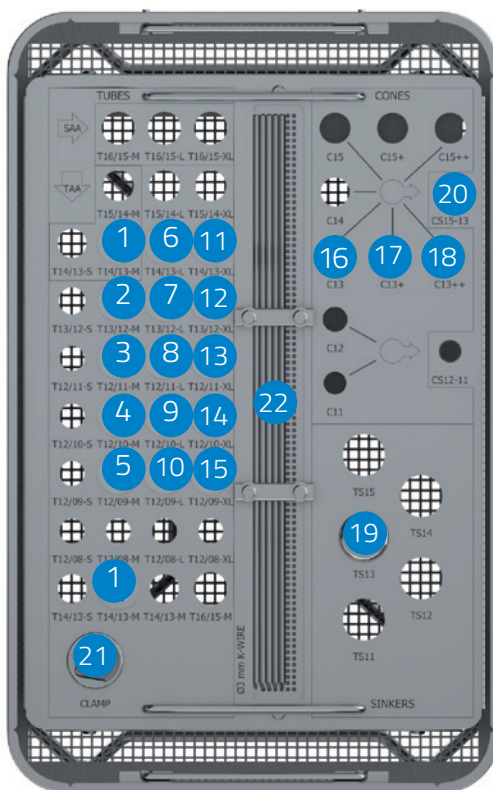 TUBES
CONES
SAA
T16/15-M T16/15-L T16/15-XL
C15 C15+ C15++
TAA
T15/14-M T15/14-L T15/14-XL
C14
20
CS15-13
1 6 11
T14/13-S T14/13-M T14/13-L T14/13-XL
16 17 18
C13 C13+ C13++
2 7 12
T13/12-S T13/12-M T13/12-L T13/12-XL
C12
CS12-11
3 8 13
T12/11-S T12/11-M T12/11-L T12/11-XL
C11
22
4 9 14
T12/10-S T12/10-M T12/10-L T12/10-XL
5 10 15
T12/09-S T12/09-M T12/09-L T12/09-XL
TS15
TS14
T12/08-S T12/08-M T12/08-L T12/08-XL
19
TS13
1
T14/13-S T14/13-M T14/13-M T16/15-M
TS12
TS11
21
CLAMP
Ø3 mm K-WIRE
SINKERS